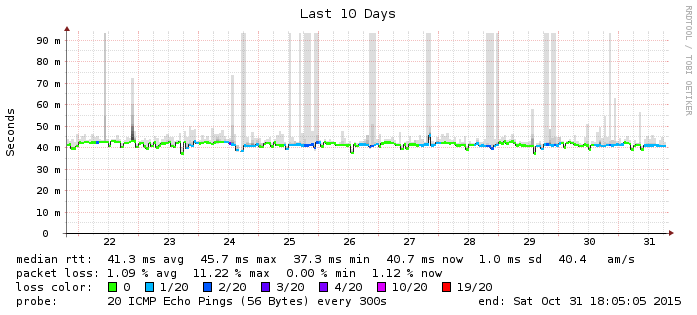 Last 10 Days
RRDTOOL / TOBI OETIKER
Seconds
90 m
80 m
70 m
60 m
50 m
40 m
30 m
20 m
10 m
0
22 23 24 25 26 27 28 29 30 31
median rtt: 41.3 ms avg 45.7 ms max 37.3 ms min 40.7 ms now 1.0 ms sd 40.4 am/s
packet loss: 1.09 % avg 11.22 % max 0.00 % min 1.12 % now
loss color: 0 1/20 2/20 3/20 4/20 10/20 19/20
probe: 20 ICMP Echo Pings (56 Bytes) every 300s end: Sat Oct 31 18:05:05 2015